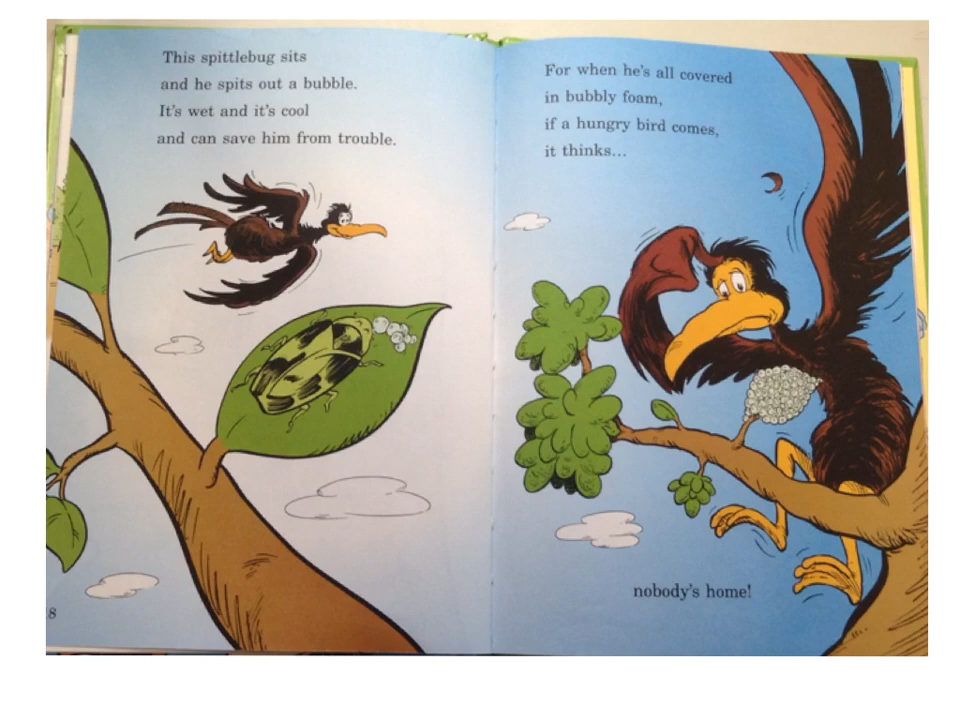 This spittlebug sits
and he spits out a bubble.
It's wet and it's cool
and can save him from trouble.
8
For when he's all covered
in bubbly foam,
if a hungry bird comes,
it thinks...
nobody's home!